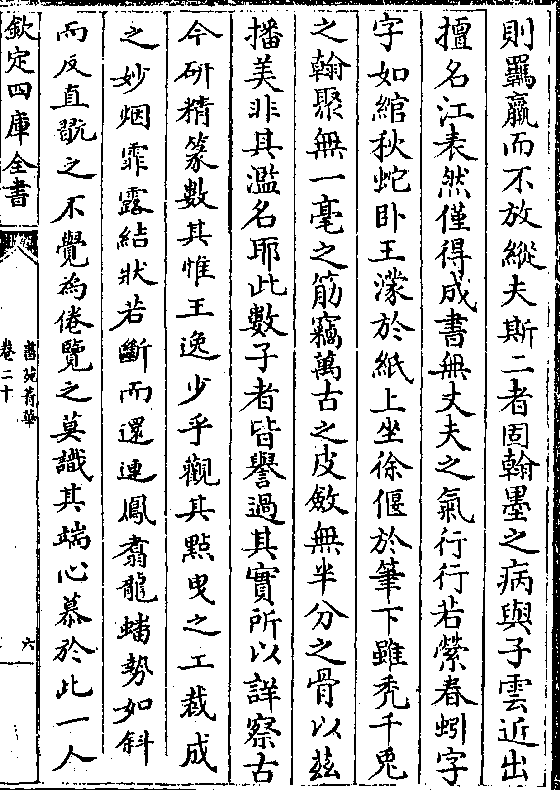 則羈羸而不放縱夫斯二者固翰墨之病與子雲近出
擅名江表然僅得成書無丈夫之氣行行若縈春蚓字
字如綰秋蛇卧王濛於紙上坐徐偃於筆下雖秃千兎
之翰聚無一毫之筋竊萬古之皮斂無半分之骨以兹
播美非其濫名耶此數子者皆譽過其實所以詳察古
今研精篆數其惟王逸少乎觀其點曳之工裁成
之妙烟霏露結狀若斷而還連鳳翥龍蟠勢如斜
而反直翫之不覺為倦覽之莫識其端心慕於此一人
欽定四庫全書
書苑菁華
卷二十
六